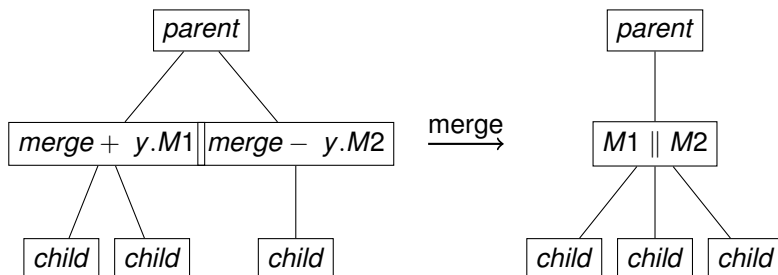 parent parent
merge+ y.M1 merge− y.M2 merge M1 ∥ M2
child child child child child child